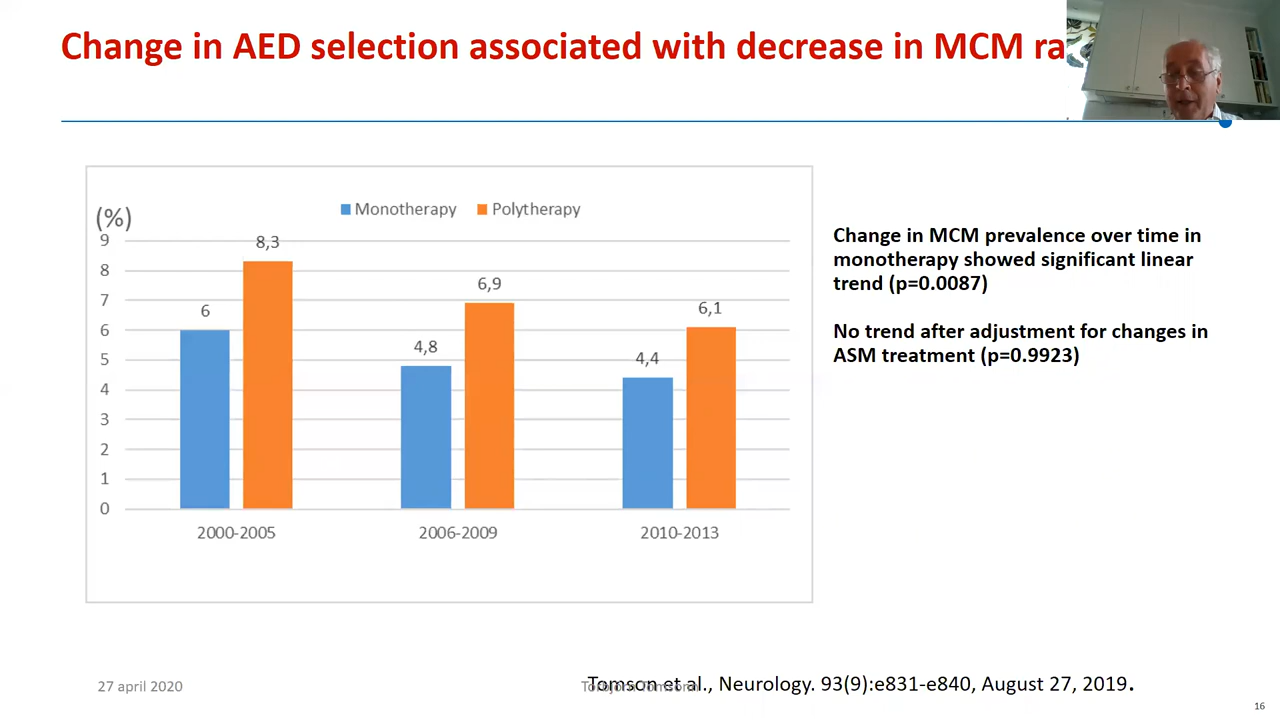 Change in AED selection associated with decrease in MCM ra
(%)
Monotherapy Polytherapy
9
8
7
6
5
4
3
2
1
0
6
8,3
4,8
6,9
4,4
6,1
2000-2005 2006-2009 2010-2013
Change in MCM prevalence over time in
monotherapy showed significant linear
trend (p=0.0087)
No trend after adjustment for changes in
ASM treatment (p=0.9923)
27 april 2020
Torbjörn Tomson
Tomson et al., Neurology. 93(9):e831-e840, August 27, 2019.
16